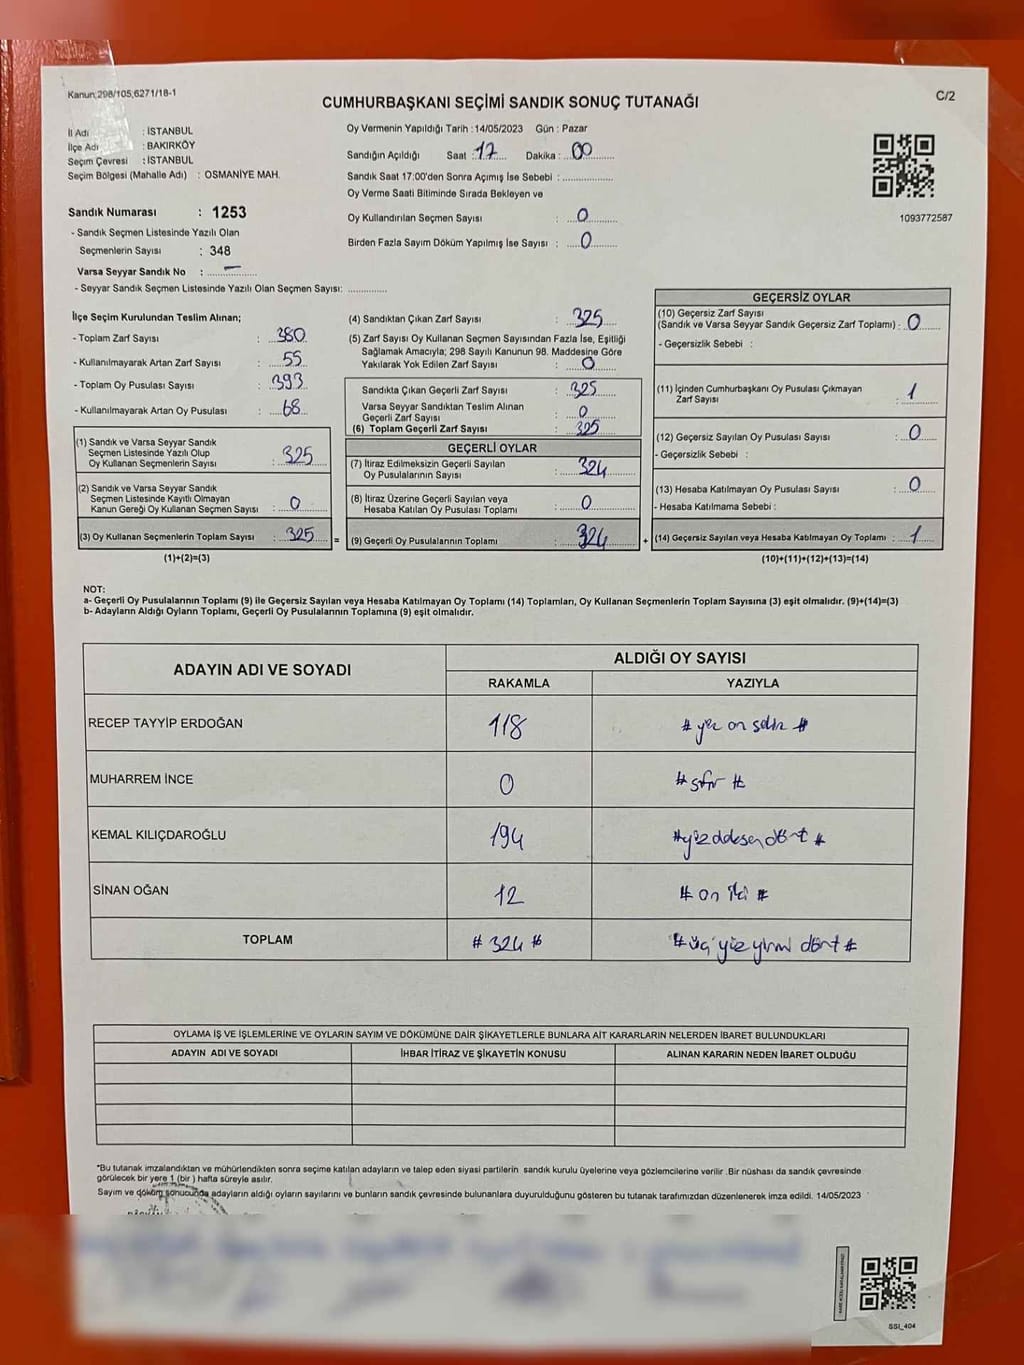 Kanun:298/105,6271/18-1
C/2
CUMHURBAŞKANI SEÇİMİ SANDIK SONUÇ TUTANAĞI
İl Adı : İSTANBUL
İlçe Adı : BAKIRKÖY
Seçim Çevresi : İSTANBUL
Seçim Bölgesi (Mahalle Adı) : OSMANİYE MAH.
Sandık Numarası : 1253
- Sandık Seçmen Listesinde Yazılı Olan
Seçmenlerin Sayısı : 348
Varsa Seyyar Sandık No : –
- Seyyar Sandık Seçmen Listesinde Yazılı Olan Seçmen Sayısı:
Oy Vermenin Yapıldığı Tarih :14/05/2023 Gün : Pazar
Sandığın Açıldığı Saat : 17 Dakika : 00
Sandık Saat 17:00'den Sonra Açımış İse Sebebi :
Oy Verme Saati Bitiminde Sırada Bekleyen ve
Oy Kullandırılan Seçmen Sayısı : 0
Birden Fazla Sayım Döküm Yapılmış İse Sayısı : 0
1093772587
İlçe Seçim Kurulundan Teslim Alınan;
- Toplam Zarf Sayısı : 380
- Kullanılmayarak Artan Zarf Sayısı : 55
- Toplam Oy Pusulası Sayısı : 393
- Kullanılmayarak Artan Oy Pusulası : 68
(1) Sandık ve Varsa Seyyar Sandık
Seçmen Listesinde Yazılı Olup
Oy Kullanan Seçmenlerin Sayısı : 325
(2) Sandık ve Varsa Seyyar Sandık
Seçmen Listesinde Kayıtlı Olmayan
Kanun Gereği Oy Kullanan Seçmen Sayısı : 0
(3) Oy Kullanan Seçmenlerin Toplam Sayısı : 325 =
(1)+(2)=(3)
(4) Sandıktan Çıkan Zarf Sayısı : 325
(5) Zarf Sayısı Oy Kullanan Seçmen Sayısından Fazla İse, Eşitliği
Sağlamak Amacıyla; 298 Sayılı Kanunun 98. Maddesine Göre
Yakılarak Yok Edilen Zarf Sayısı : 0
Sandıkta Çıkan Geçerli Zarf Sayısı : 325
Varsa Seyyar Sandıktan Teslim Alınan
Geçerli Zarf Sayısı : 0
(6) Toplam Geçerli Zarf Sayısı : 325
GEÇERLİ OYLAR
(7) İtiraz Edilmeksizin Geçerli Sayılan
Oy Pusulalarının Sayısı : 324
(8) İtiraz Üzerine Geçerli Sayılan veya
Hesaba Katılan Oy Pusulası Toplamı : 0
(9) Geçerli Oy Pusulalarının Toplamı : 324 +
GEÇERSİZ OYLAR
(10) Geçersiz Zarf Sayısı
(Sandık ve Varsa Seyyar Sandık Geçersiz Zarf Toplamı) : 0
- Geçersizlik Sebebi :
(11) İçinden Cumhurbaşkanı Oy Pusulası Çıkmayan
Zarf Sayısı : 1
(12) Geçersiz Sayılan Oy Pusulası Sayısı : 0
- Geçersizlik Sebebi :
(13) Hesaba Katılmayan Oy Pusulası Sayısı : 0
- Hesaba Katılmama Sebebi :
(14) Geçersiz Sayılan veya Hesaba Katılmayan Oy Toplamı : 1
(10)+(11)+(12)+(13)=(14)
NOT:
a- Geçerli Oy Pusulalarının Toplamı (9) ile Geçersiz Sayılan veya Hesaba Katılmayan Oy Toplamı (14) Toplamları, Oy Kullanan Seçmenlerin Toplam Sayısına (3) eşit olmalıdır. (9)+(14)=(3)
b- Adayların Aldığı Oyların Toplamı, Geçerli Oy Pusulalarının Toplamına (9) eşit olmalıdır.
ADAYIN ADI VE SOYADI ALDIĞI OY SAYISI
RAKAMLA YAZIYLA
RECEP TAYYİP ERDOĞAN 118 # yüz on sekiz #
MUHARREM İNCE 0 # sıfır #
KEMAL KILIÇDAROĞLU 194 # yüz doksan dört #
SİNAN OĞAN 12 # on iki #
TOPLAM # 324 # # üç yüz yirmi dört #
OYLAMA İŞ VE İŞLEMLERİNE VE OYLARIN SAYIM VE DÖKÜMÜNE DAİR ŞİKAYETLERLE BUNLARA AİT KARARLARIN NELERDEN İBARET BULUNDUKLARI
ADAYIN ADI VE SOYADI İHBAR İTİRAZ VE ŞİKAYETİN KONUSU ALINAN KARARIN NEDEN İBARET OLDUĞU
*Bu tutanak imzalandıktan ve mühürlendikten sonra seçime katılan adayların ve talep eden siyasi partilerin sandık kurulu üyelerine veya gözlemcilerine verilir .Bir nüshası da sandık çevresinde
görülecek bir yere 1 (bir ) hafta süreyle asılır.
Sayım ve döküm sonucunda adayların aldığı oyların sayılarını ve bunların sandık çevresinde bulunanlara duyurulduğunu gösteren bu tutanak tarafımızdan düzenlenerek imza edildi. 14/05/2023
SSI_404